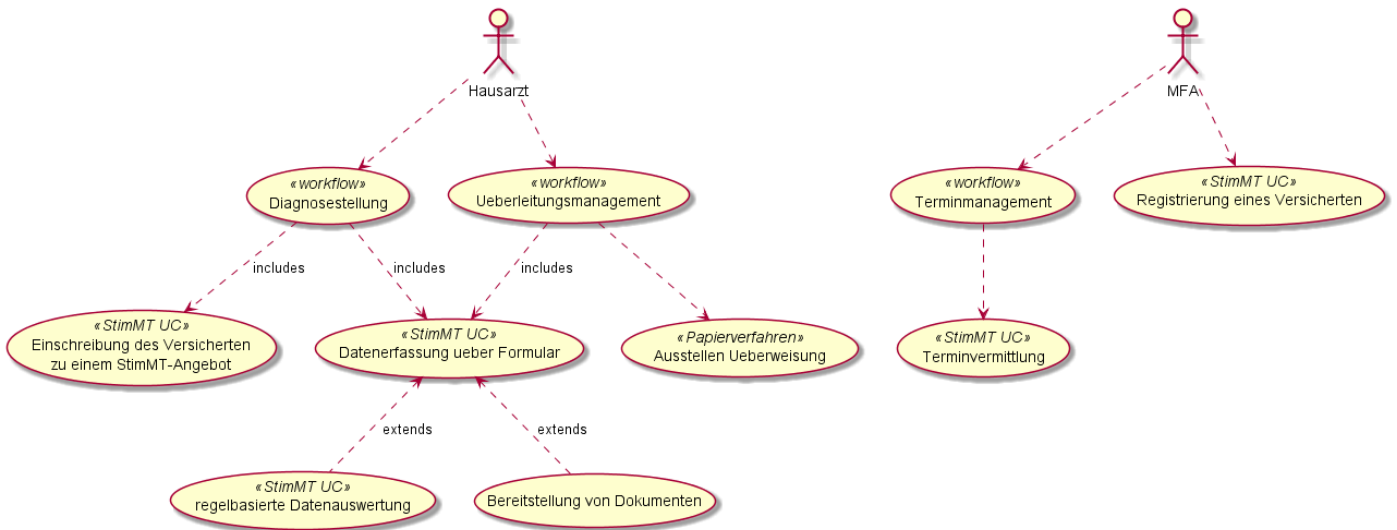 Hausarzt
MFA
«workflow»
Diagnosestellung
«workflow»
Ueberleitungsmanagement
«workflow»
Terminmanagement
«StimMT UC»
Registrierung eines Versicherten
includes
includes
includes
«StimMT UC»
Einschreibung des Versicherten
zu einem StimMT-Angebot
«StimMT UC»
Datenerfassung ueber Formular
«Papierverfahren»
Ausstellen Ueberweisung
«StimMT UC»
Terminvermittlung
extends
extends
«StimMT UC»
regelbasierte Datenauswertung
Bereitstellung von Dokumenten